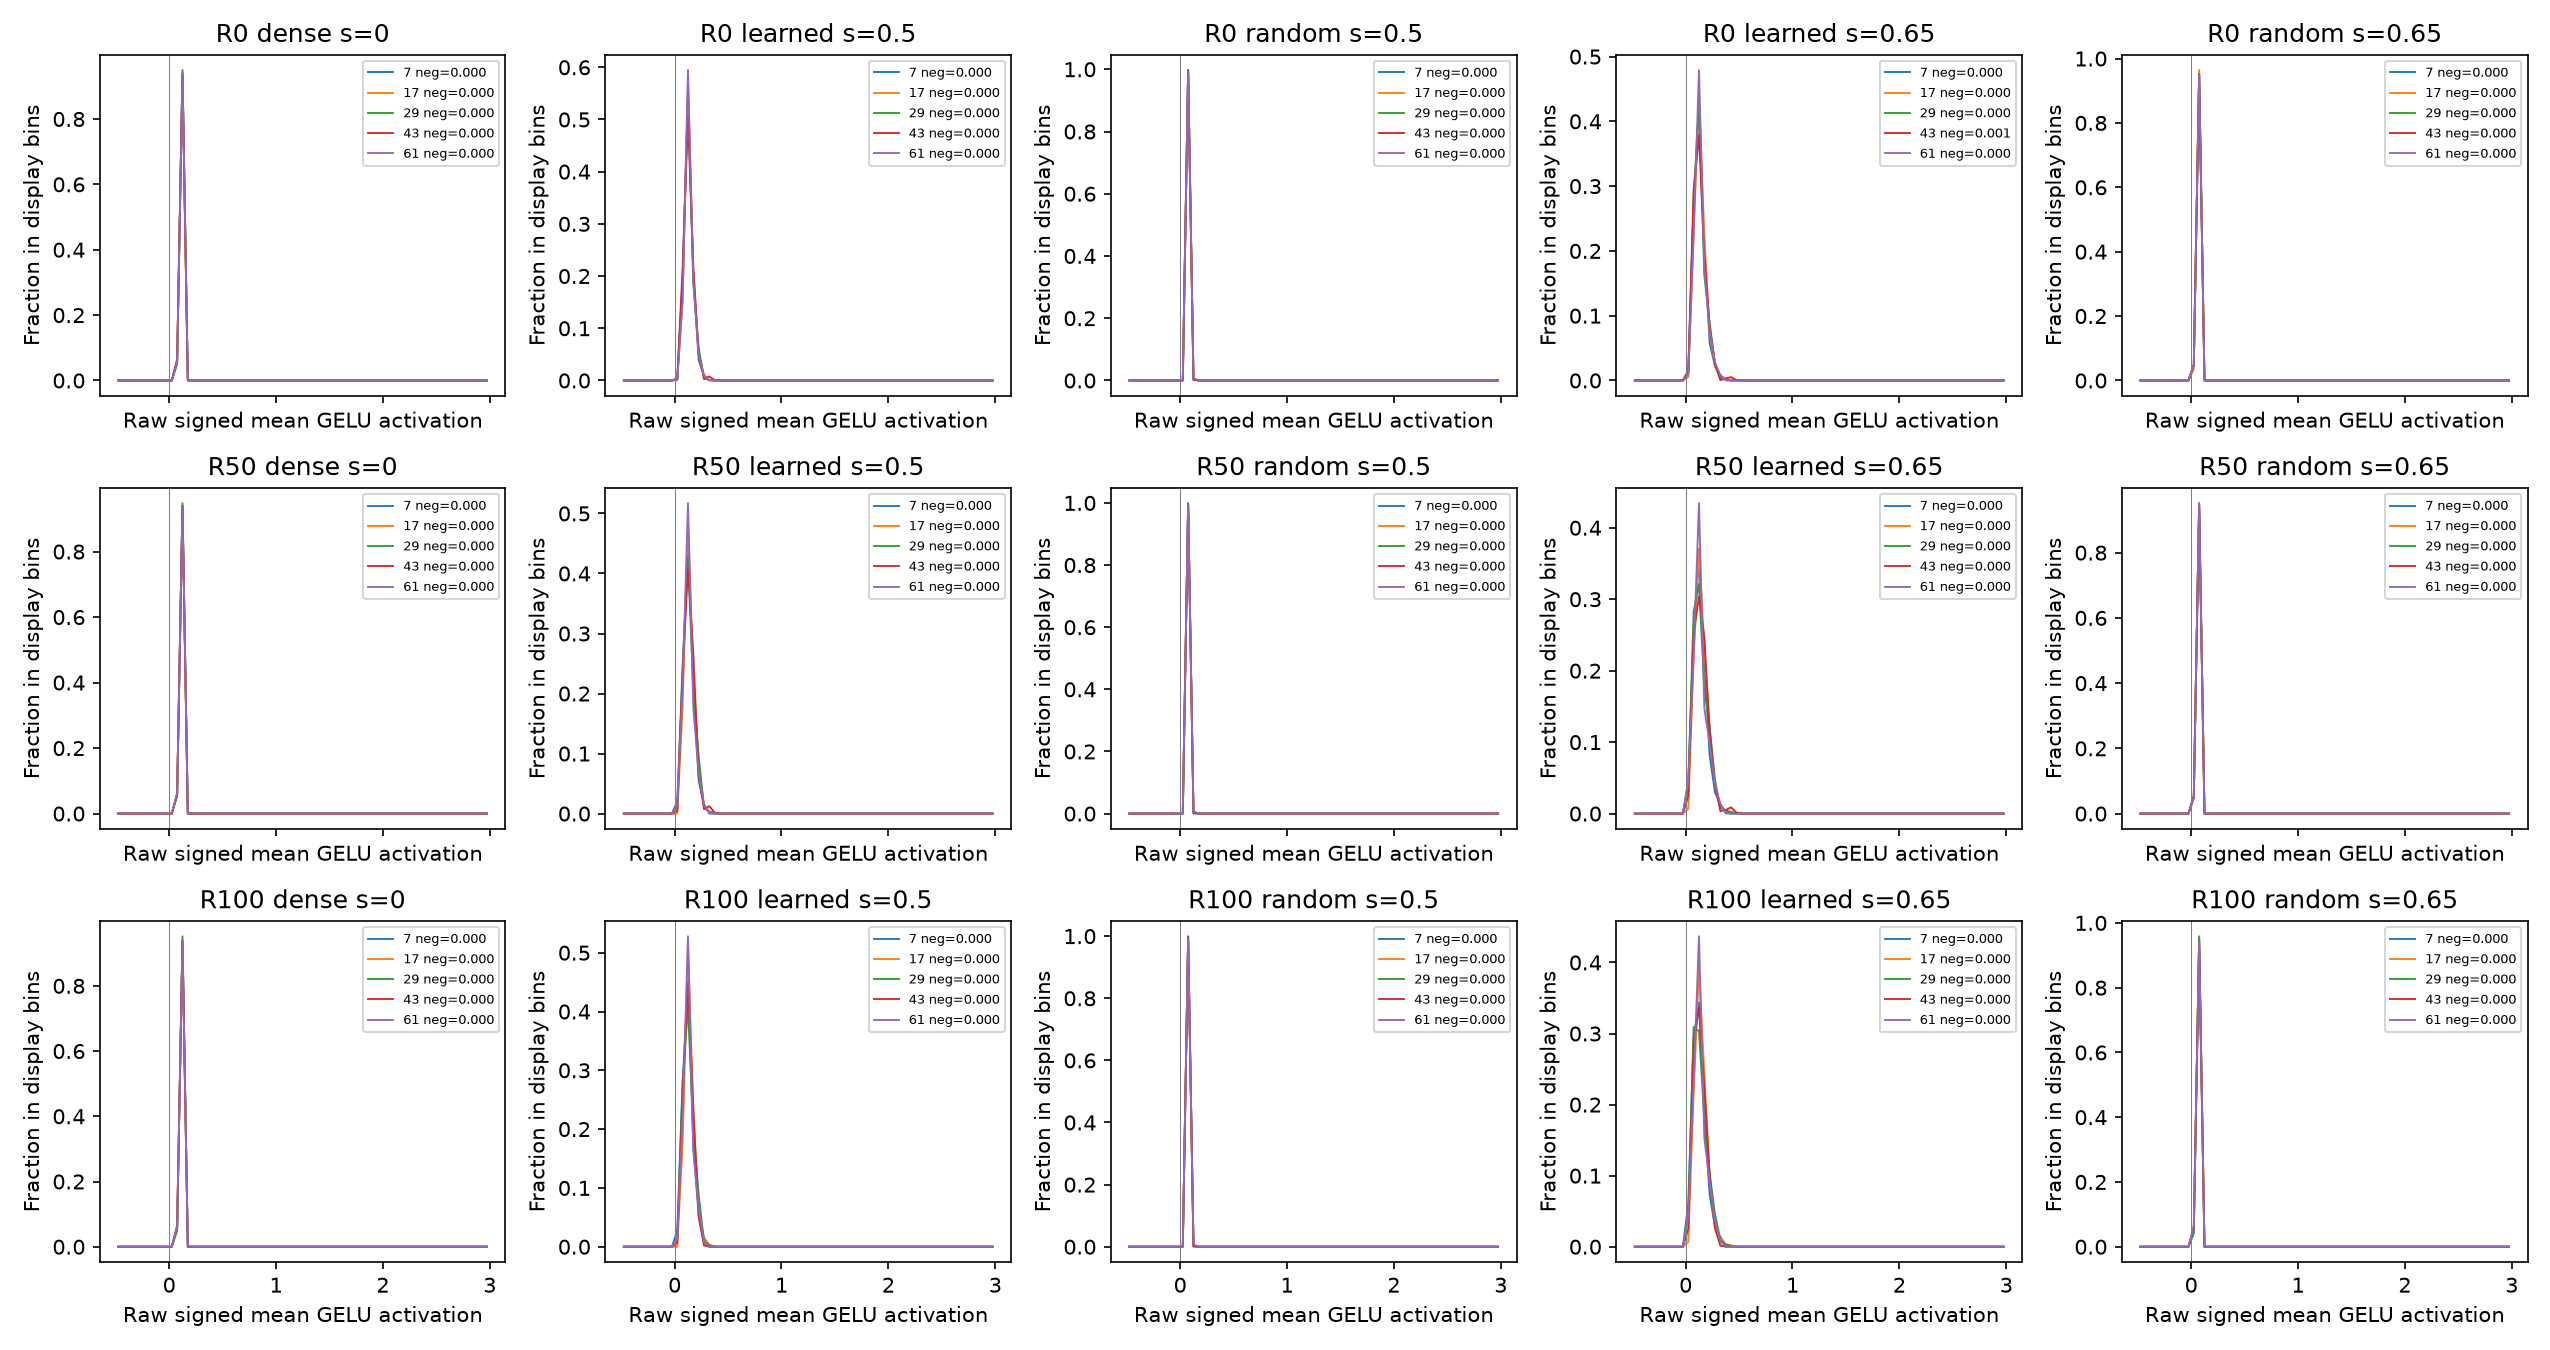 R0 dense s=0
Fraction in display bins
0.8
0.6
0.4
0.2
0.0
7 neg=0.000
17 neg=0.000
29 neg=0.000
43 neg=0.000
61 neg=0.000
Raw signed mean GELU activation
R0 learned s=0.5
Fraction in display bins
0.6
0.5
0.4
0.3
0.2
0.1
0.0
7 neg=0.000
17 neg=0.000
29 neg=0.000
43 neg=0.000
61 neg=0.000
Raw signed mean GELU activation
R0 random s=0.5
Fraction in display bins
1.0
0.8
0.6
0.4
0.2
0.0
7 neg=0.000
17 neg=0.000
29 neg=0.000
43 neg=0.000
61 neg=0.000
Raw signed mean GELU activation
R0 learned s=0.65
Fraction in display bins
0.5
0.4
0.3
0.2
0.1
0.0
7 neg=0.000
17 neg=0.000
29 neg=0.000
43 neg=0.001
61 neg=0.000
Raw signed mean GELU activation
R0 random s=0.65
Fraction in display bins
1.0
0.8
0.6
0.4
0.2
0.0
7 neg=0.000
17 neg=0.000
29 neg=0.000
43 neg=0.000
61 neg=0.000
Raw signed mean GELU activation
R50 dense s=0
Fraction in display bins
0.8
0.6
0.4
0.2
0.0
7 neg=0.000
17 neg=0.000
29 neg=0.000
43 neg=0.000
61 neg=0.000
Raw signed mean GELU activation
R50 learned s=0.5
Fraction in display bins
0.5
0.4
0.3
0.2
0.1
0.0
7 neg=0.000
17 neg=0.000
29 neg=0.000
43 neg=0.000
61 neg=0.000
Raw signed mean GELU activation
R50 random s=0.5
Fraction in display bins
1.0
0.8
0.6
0.4
0.2
0.0
7 neg=0.000
17 neg=0.000
29 neg=0.000
43 neg=0.000
61 neg=0.000
Raw signed mean GELU activation
R50 learned s=0.65
Fraction in display bins
0.4
0.3
0.2
0.1
0.0
7 neg=0.000
17 neg=0.000
29 neg=0.000
43 neg=0.000
61 neg=0.000
Raw signed mean GELU activation
R50 random s=0.65
Fraction in display bins
0.8
0.6
0.4
0.2
0.0
7 neg=0.000
17 neg=0.000
29 neg=0.000
43 neg=0.000
61 neg=0.000
Raw signed mean GELU activation
R100 dense s=0
Fraction in display bins
0.8
0.6
0.4
0.2
0.0
7 neg=0.000
17 neg=0.000
29 neg=0.000
43 neg=0.000
61 neg=0.000
0 1 2 3
Raw signed mean GELU activation
R100 learned s=0.5
Fraction in display bins
0.5
0.4
0.3
0.2
0.1
0.0
7 neg=0.000
17 neg=0.000
29 neg=0.000
43 neg=0.000
61 neg=0.000
0 1 2 3
Raw signed mean GELU activation
R100 random s=0.5
Fraction in display bins
1.0
0.8
0.6
0.4
0.2
0.0
7 neg=0.000
17 neg=0.000
29 neg=0.000
43 neg=0.000
61 neg=0.000
0 1 2 3
Raw signed mean GELU activation
R100 learned s=0.65
Fraction in display bins
0.4
0.3
0.2
0.1
0.0
7 neg=0.000
17 neg=0.000
29 neg=0.000
43 neg=0.000
61 neg=0.000
0 1 2 3
Raw signed mean GELU activation
R100 random s=0.65
Fraction in display bins
1.0
0.8
0.6
0.4
0.2
0.0
7 neg=0.000
17 neg=0.000
29 neg=0.000
43 neg=0.000
61 neg=0.000
0 1 2 3
Raw signed mean GELU activation